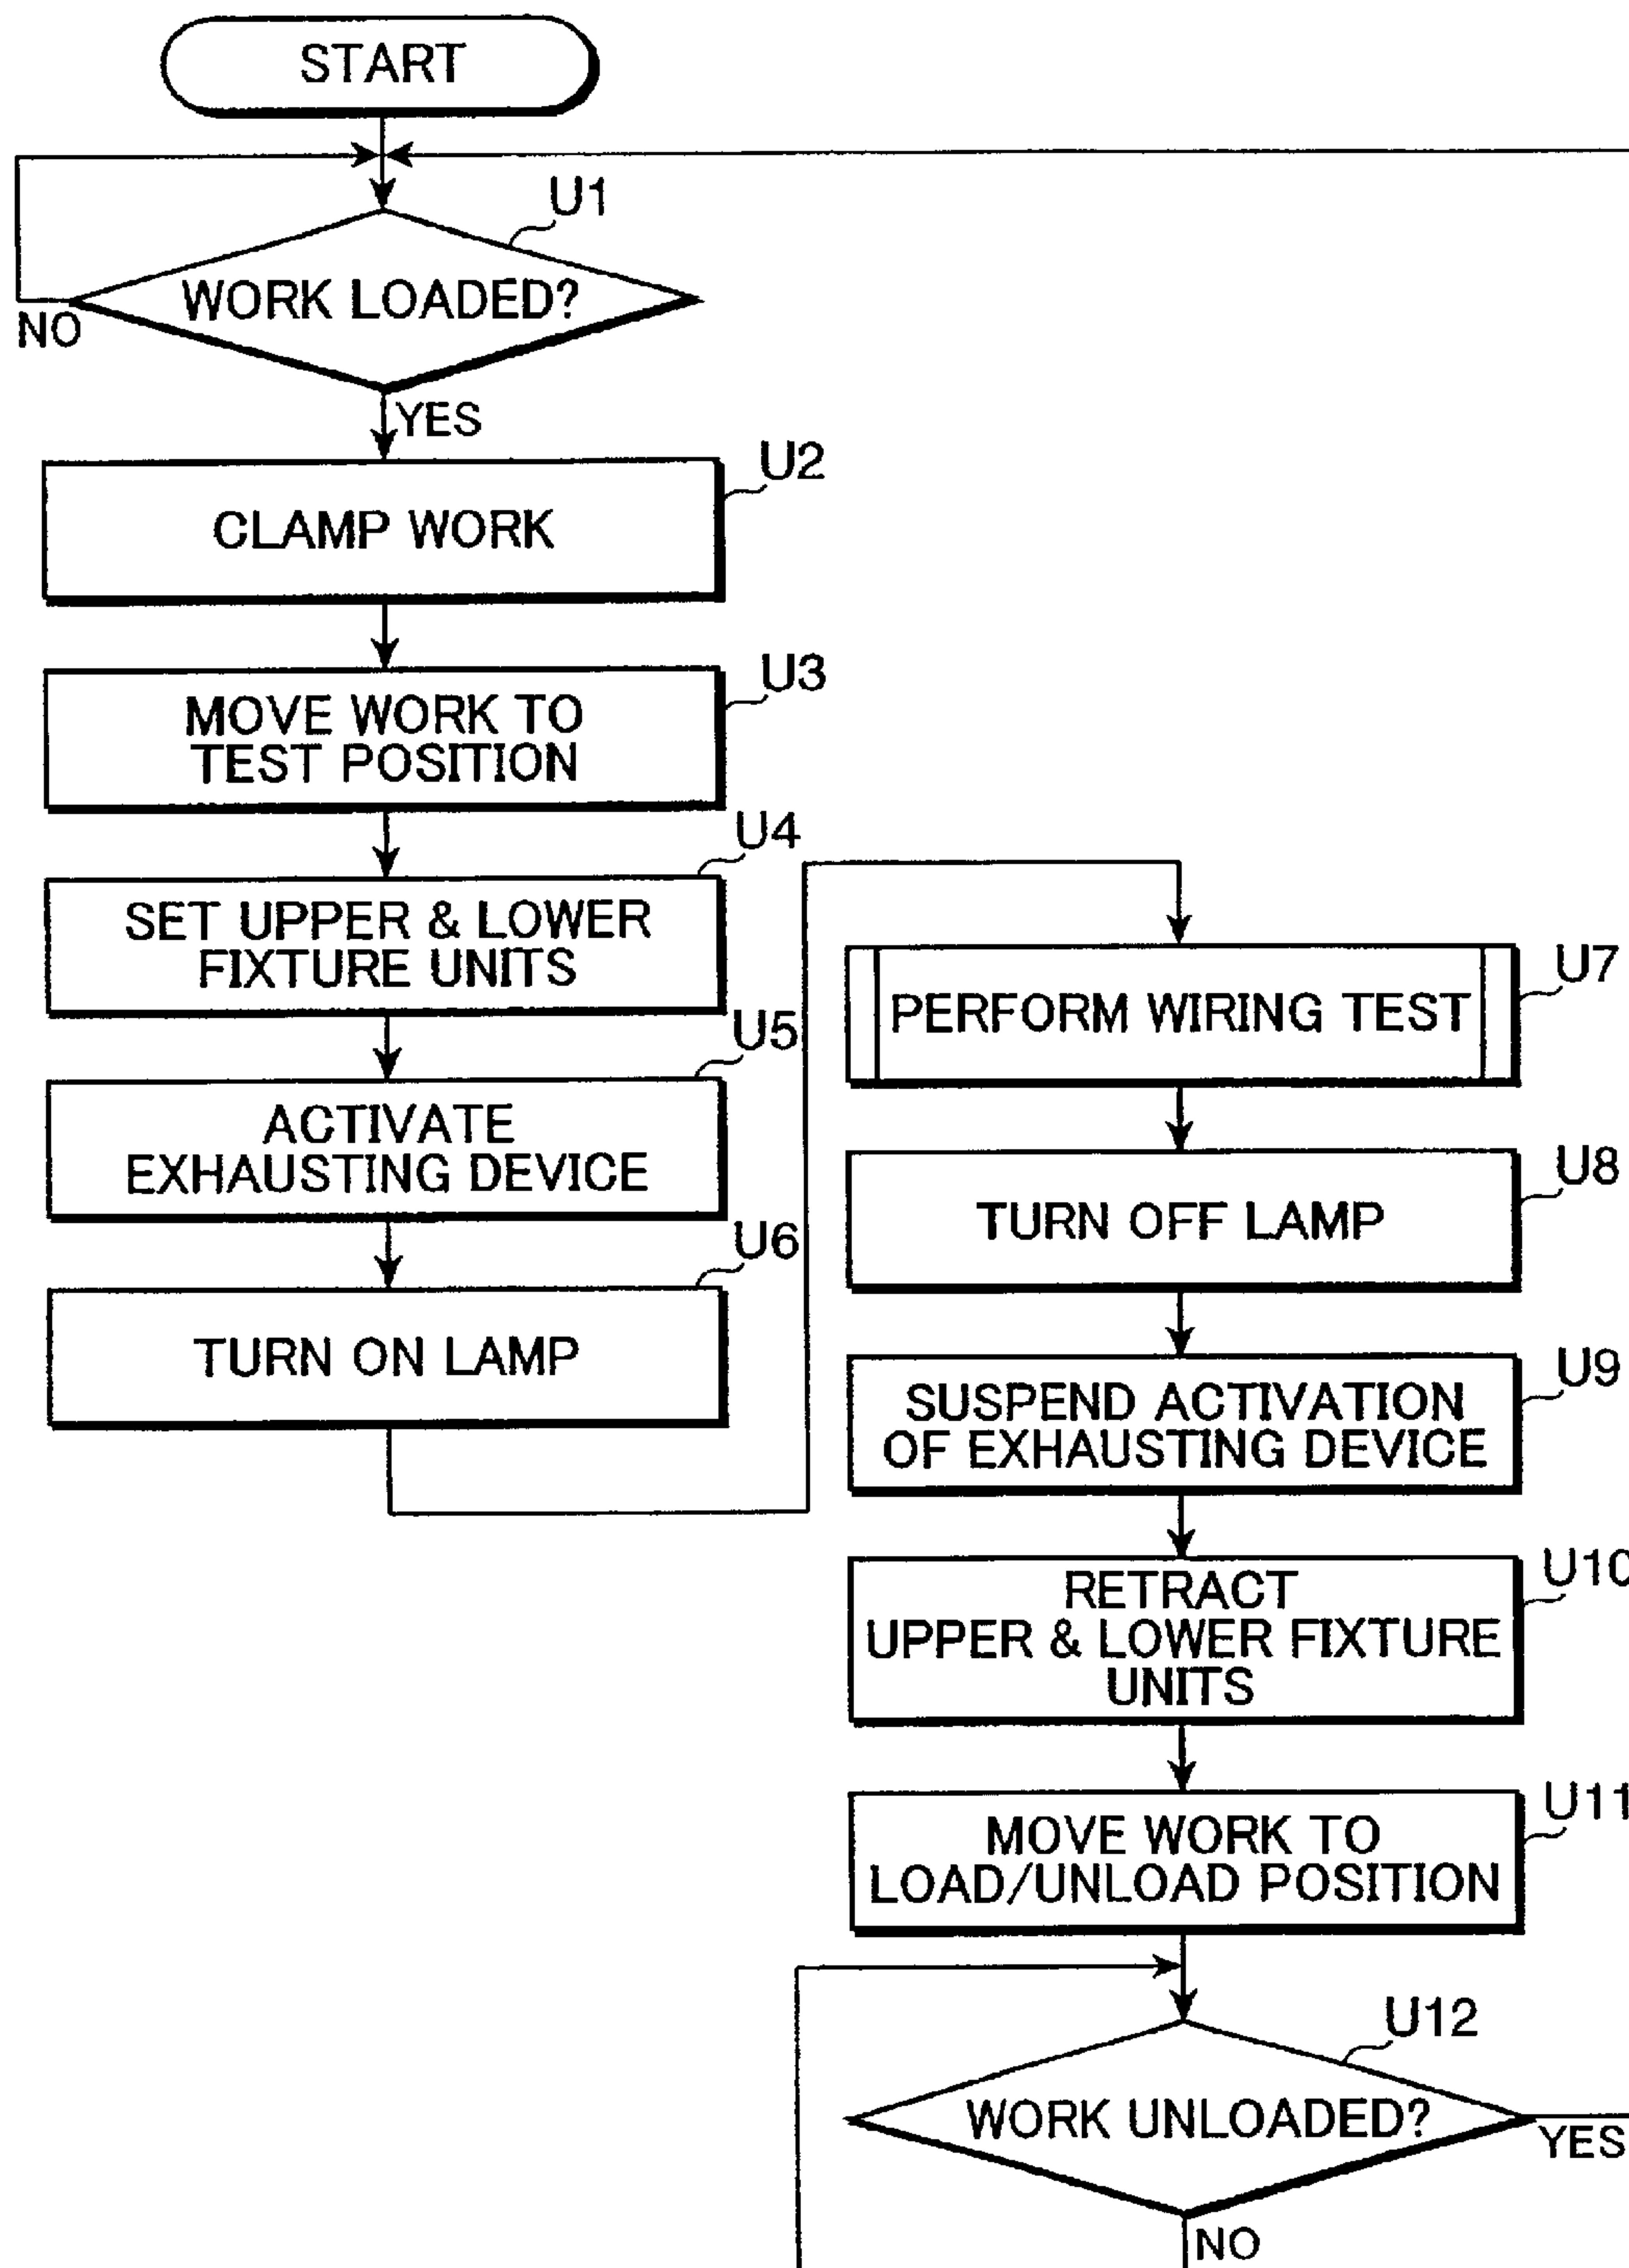 START
U1
WORK LOADED?
NO
YES
U2
CLAMP WORK
U3
MOVE WORK TO
TEST POSITION
U4
SET UPPER & LOWER
FIXTURE UNITS
U5
ACTIVATE
EXHAUSTING DEVICE
U6
TURN ON LAMP
U7
PERFORM WIRING TEST
U8
TURN OFF LAMP
U9
SUSPEND ACTIVATION
OF EXHAUSTING DEVICE
U10
RETRACT
UPPER & LOWER FIXTURE
UNITS
U11
MOVE WORK TO
LOAD/UNLOAD POSITION
U12
WORK UNLOADED?
YES
NO